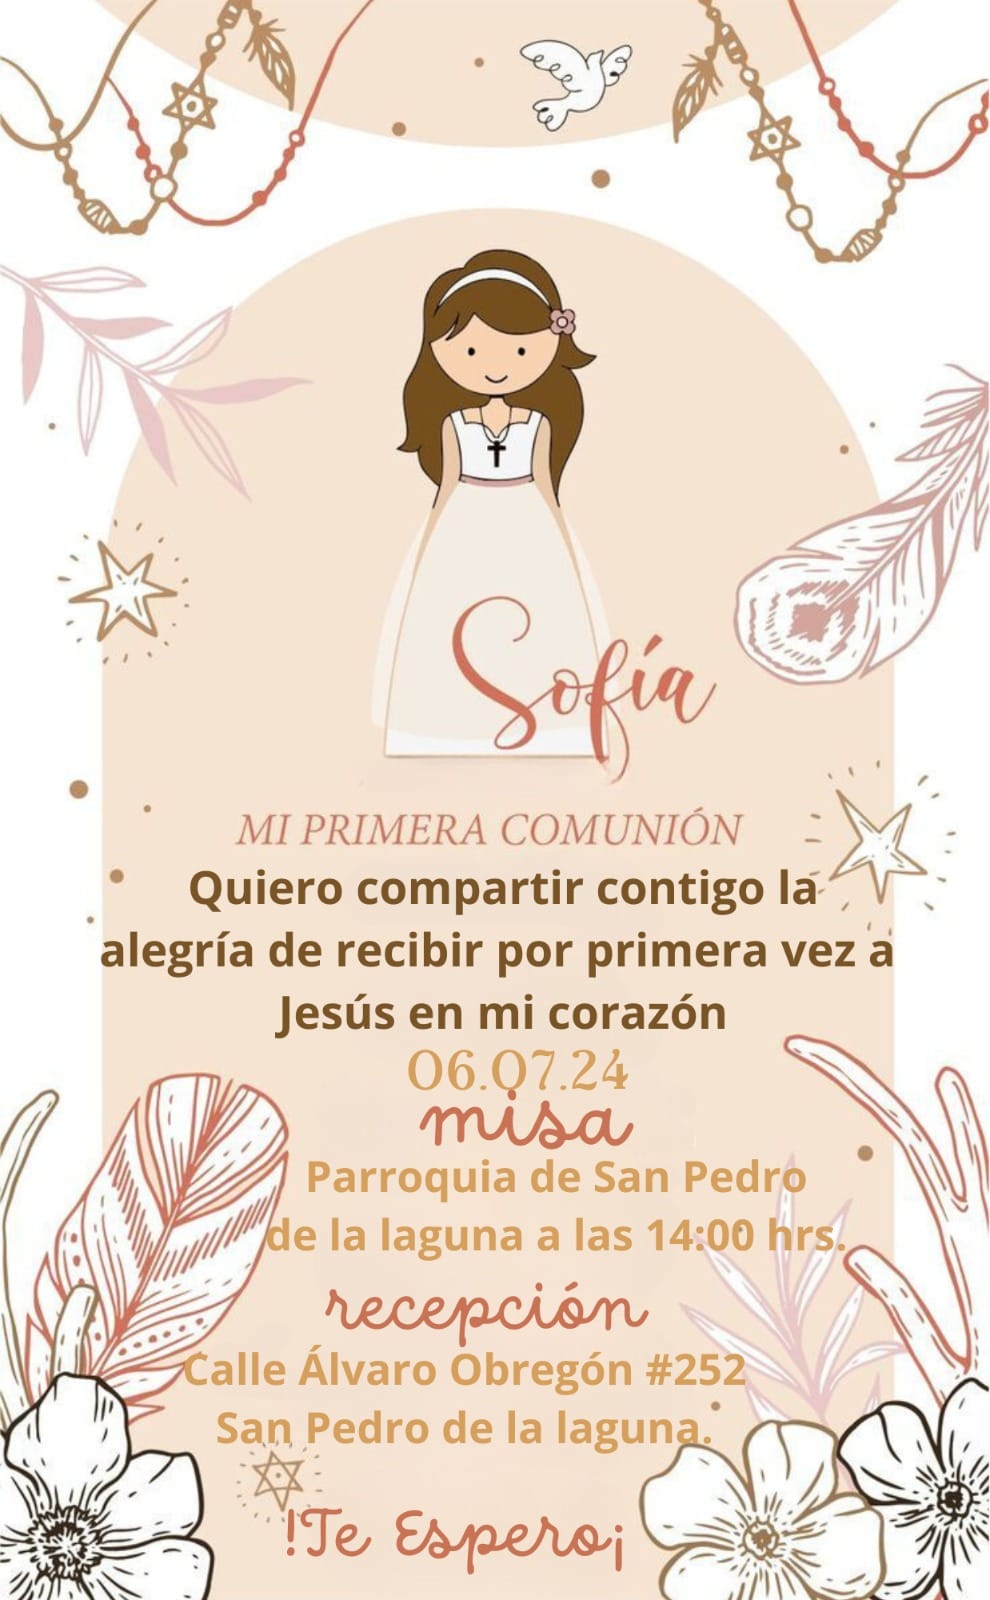 Sofía
MI PRIMERA COMUNIÓN
Quiero compartir contigo la
alegría de recibir por primera vez a
Jesús en mi corazón
06.07.24
misa
Parroquia de San Pedro
de la laguna a las 14:00 hrs.
recepción
Calle Álvaro Obregón #252
San Pedro de la laguna.
!Te Espero¡